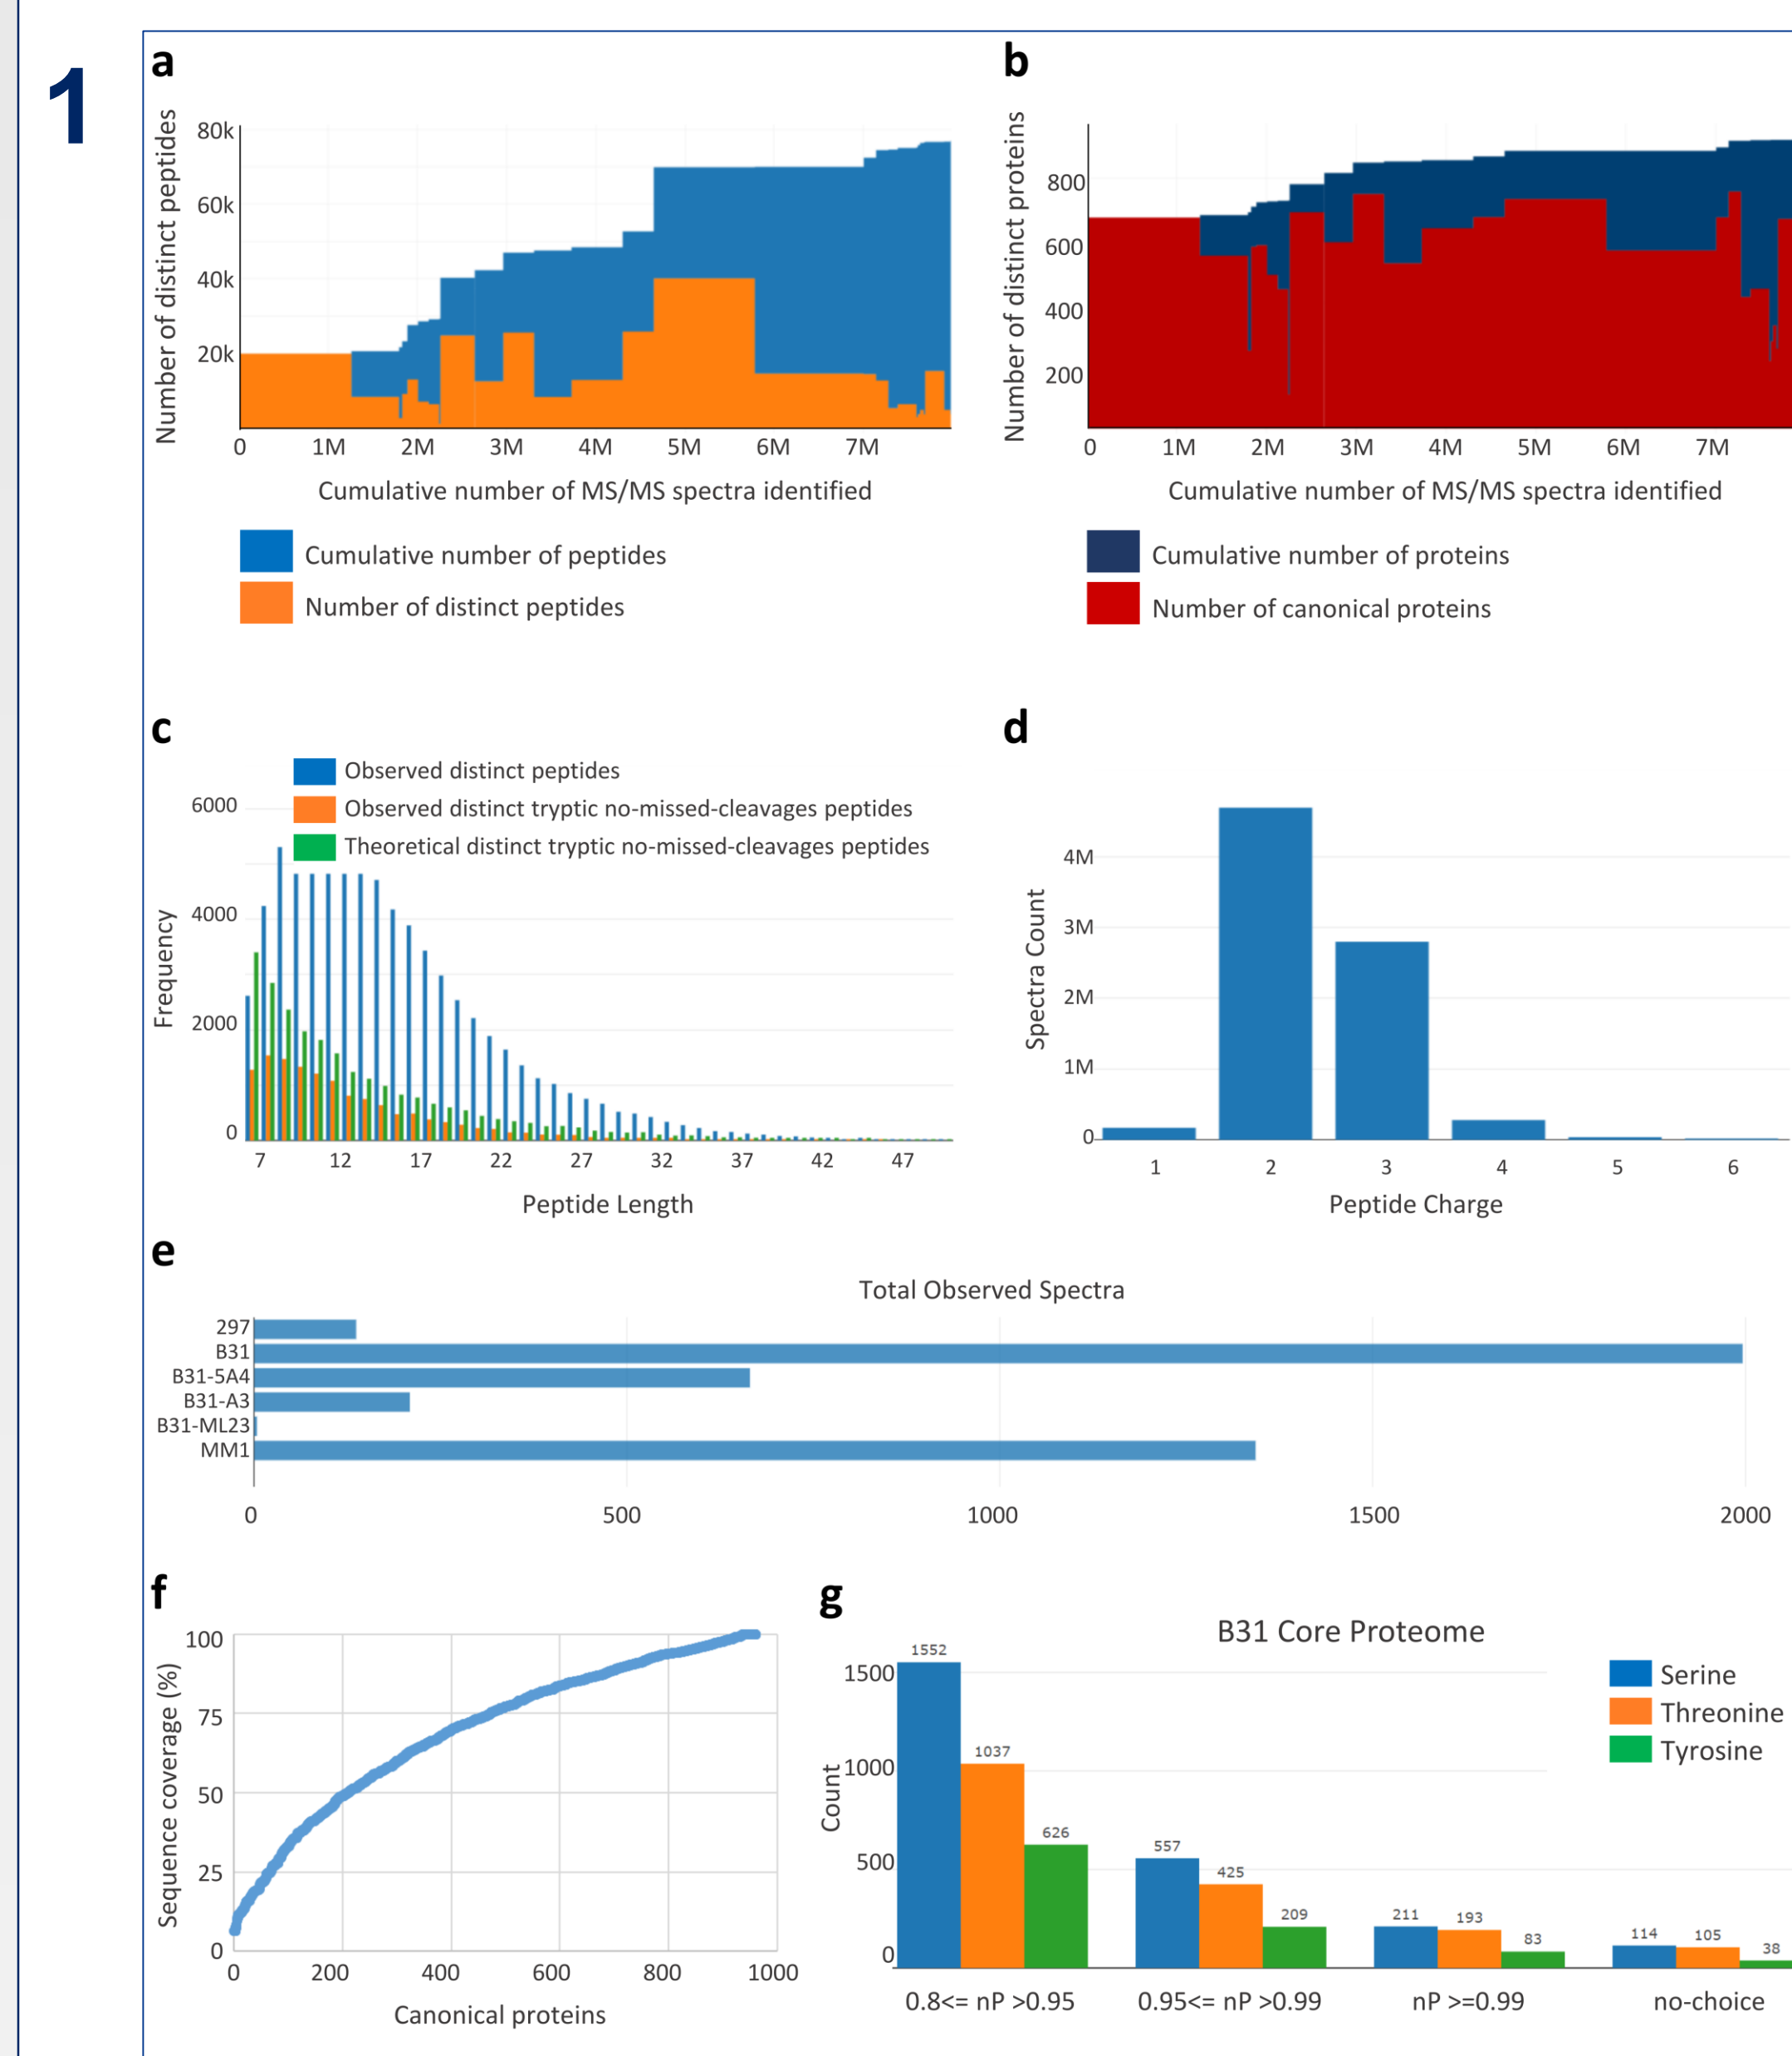 1
a
Number of distinct peptides
80k
60k
40k
20k
0 1M 2M 3M 4M 5M 6M 7M
Cumulative number of MS/MS spectra identified
Cumulative number of peptides
Number of distinct peptides
b
Number of distinct proteins
800
600
400
200
0 1M 2M 3M 4M 5M 6M 7M
Cumulative number of MS/MS spectra identified
Cumulative number of proteins
Number of canonical proteins
c
Observed distinct peptides
Observed distinct tryptic no-missed-cleavages peptides
Theoretical distinct tryptic no-missed-cleavages peptides
Frequency
6000
4000
2000
0
7 12 17 22 27 32 37 42 47
Peptide Length
d
Spectra Count
4M
3M
2M
1M
0
1 2 3 4 5 6
Peptide Charge
e
Total Observed Spectra
297
B31
B31-5A4
B31-A3
B31-ML23
MM1
0 500 1000 1500 2000
f
Sequence coverage (%)
100
75
50
25
0
0 200 400 600 800 1000
Canonical proteins
g
B31 Core Proteome
Serine
Threonine
Tyrosine
Count
1500
1000
500
0
1552 1037 626
557 425 209
211 193 83
114 105 38
0.8<= nP >0.95 0.95<= nP >0.99 nP >=0.99 no-choice